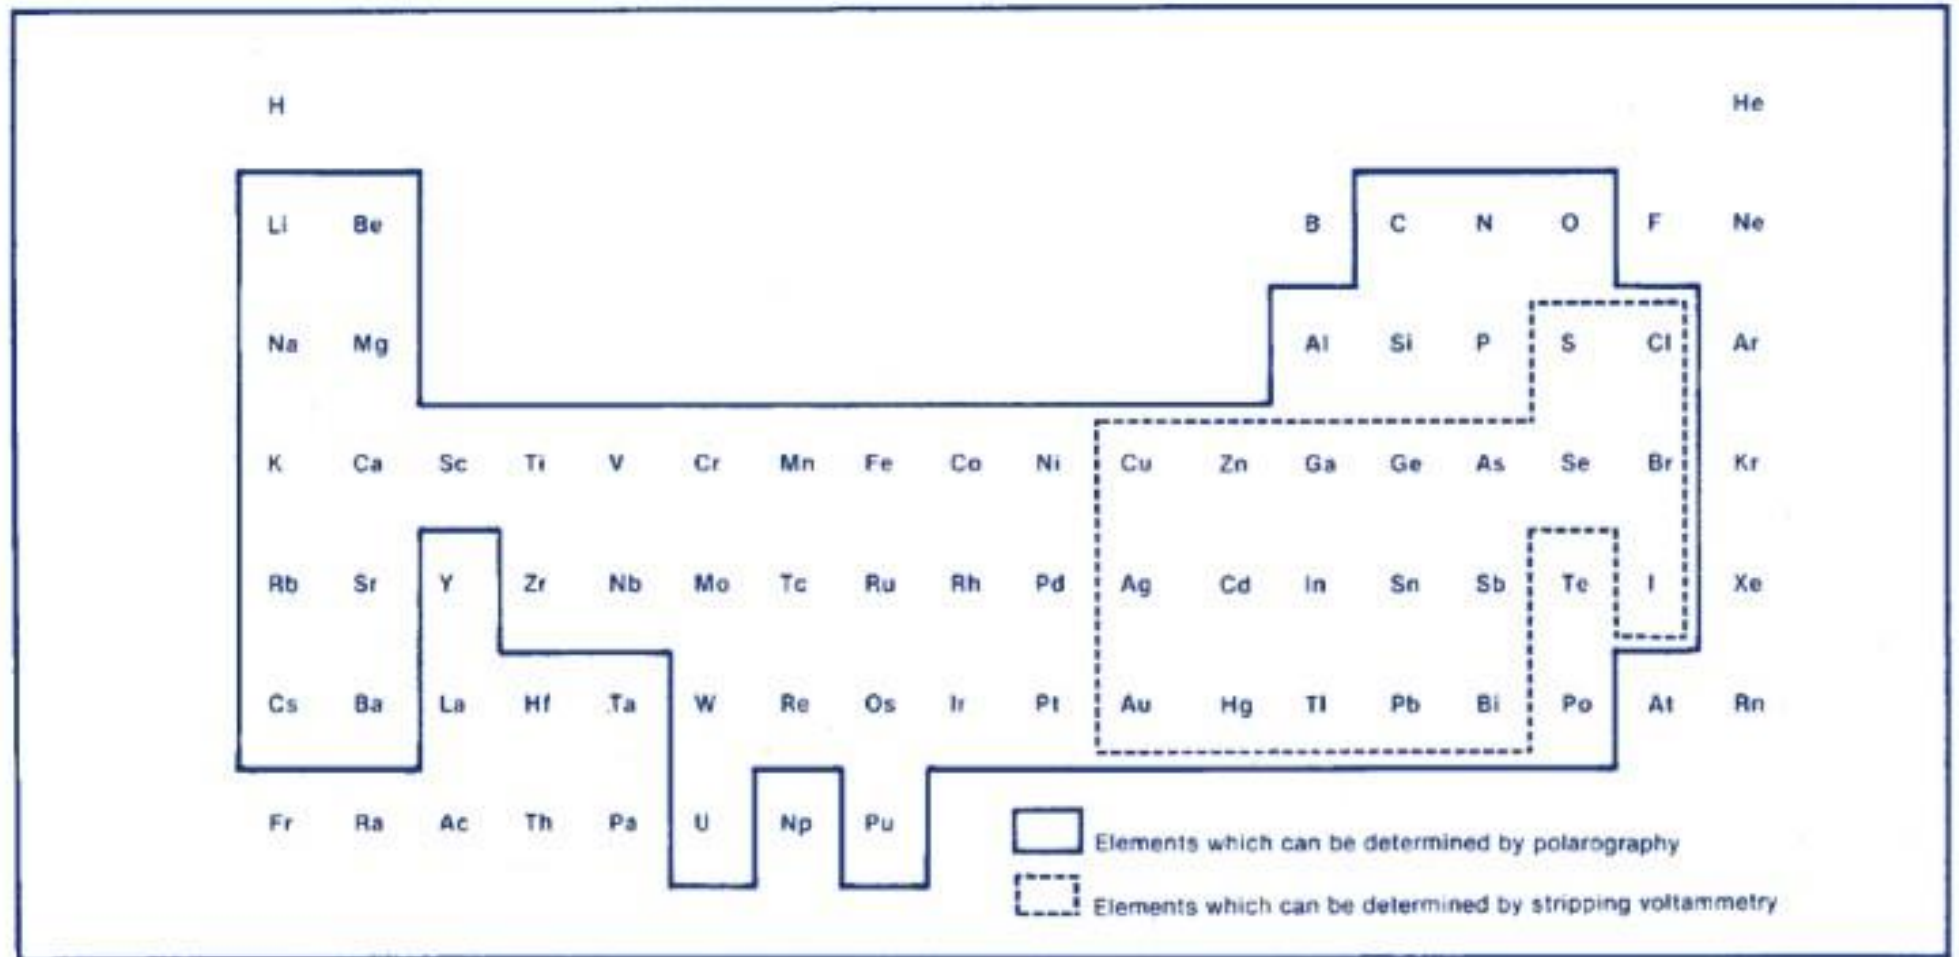 H He
Li Be B C N O F Ne
Na Mg Al Si P S Cl Ar
K Ca Sc Ti V Cr Mn Fe Co Ni Cu Zn Ga Ge As Se Br Kr
Rb Sr Y Zr Nb Mo Tc Ru Rh Pd Ag Cd In Sn Sb Te I Xe
Cs Ba La Hf Ta W Re Os Ir Pt Au Hg Tl Pb Bi Po At Rn
Fr Ra Ac Th Pa U Np Pu
Elements which can be determined by polarography
Elements which can be determined by stripping voltammetry